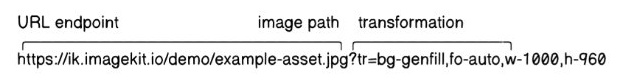 URL endpoint image path transformation
https://ik.imagekit.io/demo/example-asset.jpg?tr=bg-genfill,fo-auto,w-1000,h-960